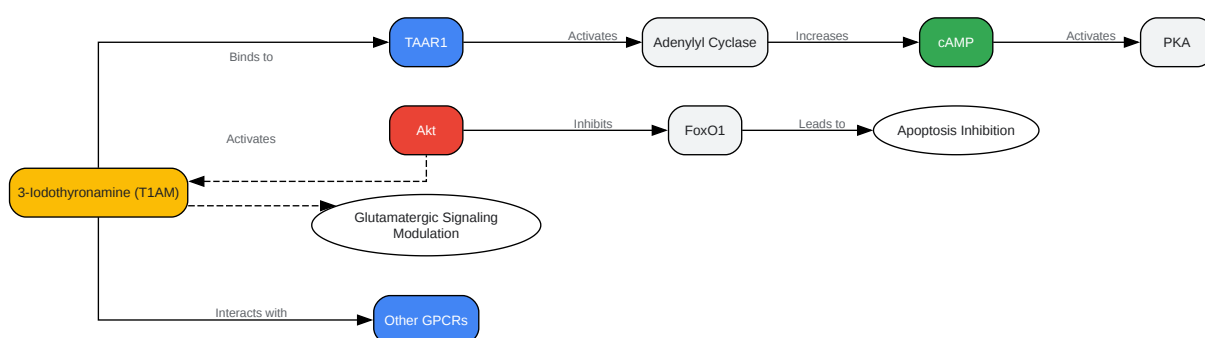 TAAR1
Activates
Adenylyl Cyclase
Increases
cAMP
Activates
PKA
Binds to
Akt
Inhibits
FoxO1
Leads to
Apoptosis Inhibition
Activates
3-Iodothyronamine (T1AM)
Glutamatergic Signaling
Modulation
Interacts with
Other GPCRs